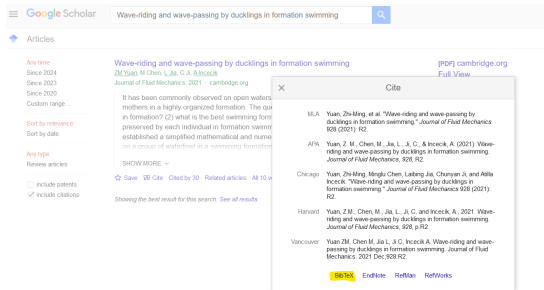 Google Scholar
Wave-riding and wave-passing by ducklings in formation swimming
Articles
Any time
Since 2024
Since 2023
Since 2020
Custom range...
Sort by relevance
Sort by date
Any type
Review articles
include patents
include citations
Wave-riding and wave-passing by ducklings in formation swimming
ZM Yuan, M Chen, L Jia, C Ji, A Incecik
Journal of Fluid Mechanics, 2021 · cambridge.org
It has been commonly observed on open waters
mothers in a highly organized formation. The que
in formation? (2) what is the best swimming form
preserved by each individual in formation swimm
established a simplified mathematical and nume
on a group of waterfowl in a swimming formation
SHOW MORE
Save Cite Cited by 30 Related articles All 10 v
Showing the best result for this search. See all results
[PDF] cambridge.org
Full View
Cite
MLA
Yuan, Zhi-Ming, et al. "Wave-riding and wave-passing by
ducklings in formation swimming." Journal of Fluid Mechanics
928 (2021): R2.
APA
Yuan, Z. M., Chen, M., Jia, L., Ji, C., & Incecik, A. (2021). Wave-
riding and wave-passing by ducklings in formation swimming.
Journal of Fluid Mechanics, 928, R2.
Chicago
Yuan, Zhi-Ming, Minglu Chen, Laibing Jia, Chunyan Ji, and Atilla
Incecik. "Wave-riding and wave-passing by ducklings in
formation swimming." Journal of Fluid Mechanics 928 (2021):
R2.
Harvard
Yuan, Z.M., Chen, M., Jia, L., Ji, C. and Incecik, A., 2021. Wave-
riding and wave-passing by ducklings in formation swimming.
Journal of Fluid Mechanics, 928, p.R2.
Vancouver
Yuan ZM, Chen M, Jia L, Ji C, Incecik A. Wave-riding and wave-
passing by ducklings in formation swimming. Journal of Fluid
Mechanics. 2021 Dec;928:R2.
BibTeX EndNote RefMan RefWorks